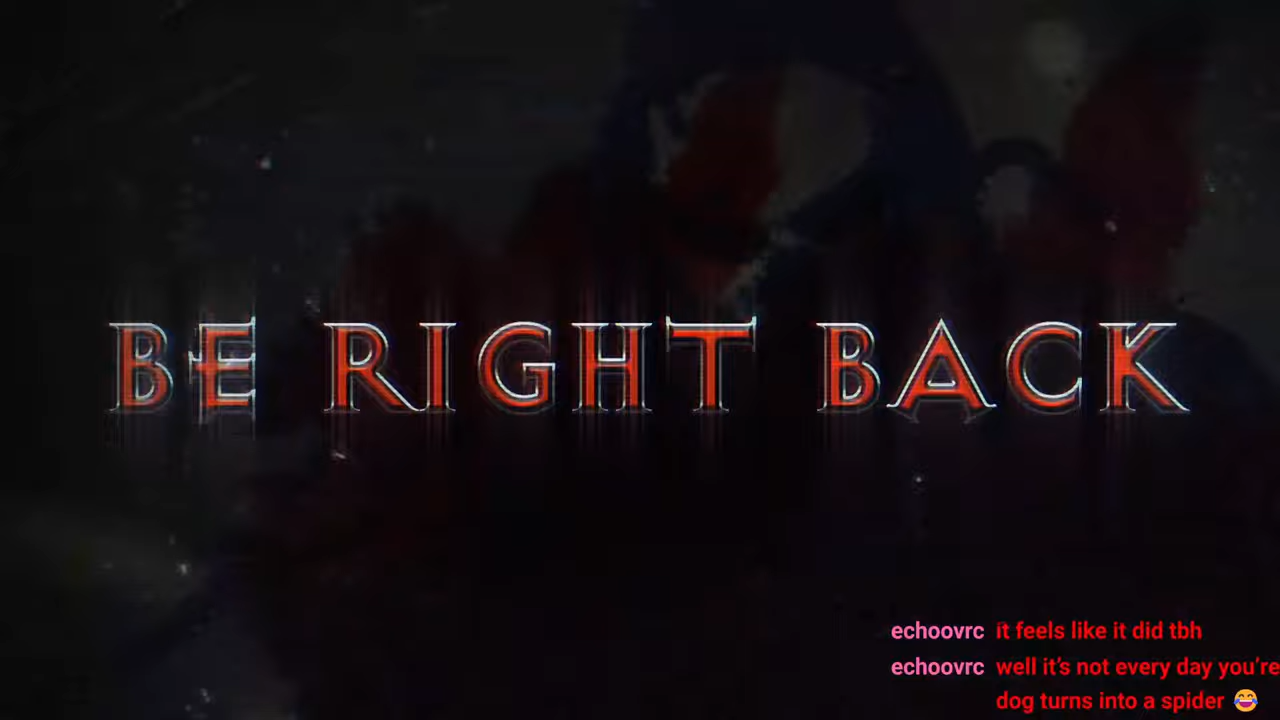 BE RIGHT BACK
echoovrc it feels like it did tbh
echoovrc well it’s not every day you’re
dog turns into a spider 😂